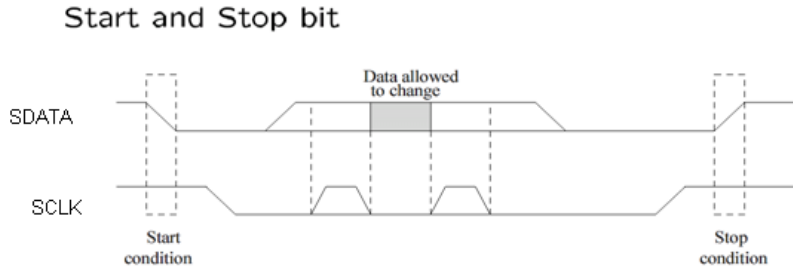 Start and Stop bit
Data allowed
to change
SDATA
SCLK
Start
condition
Stop
condition